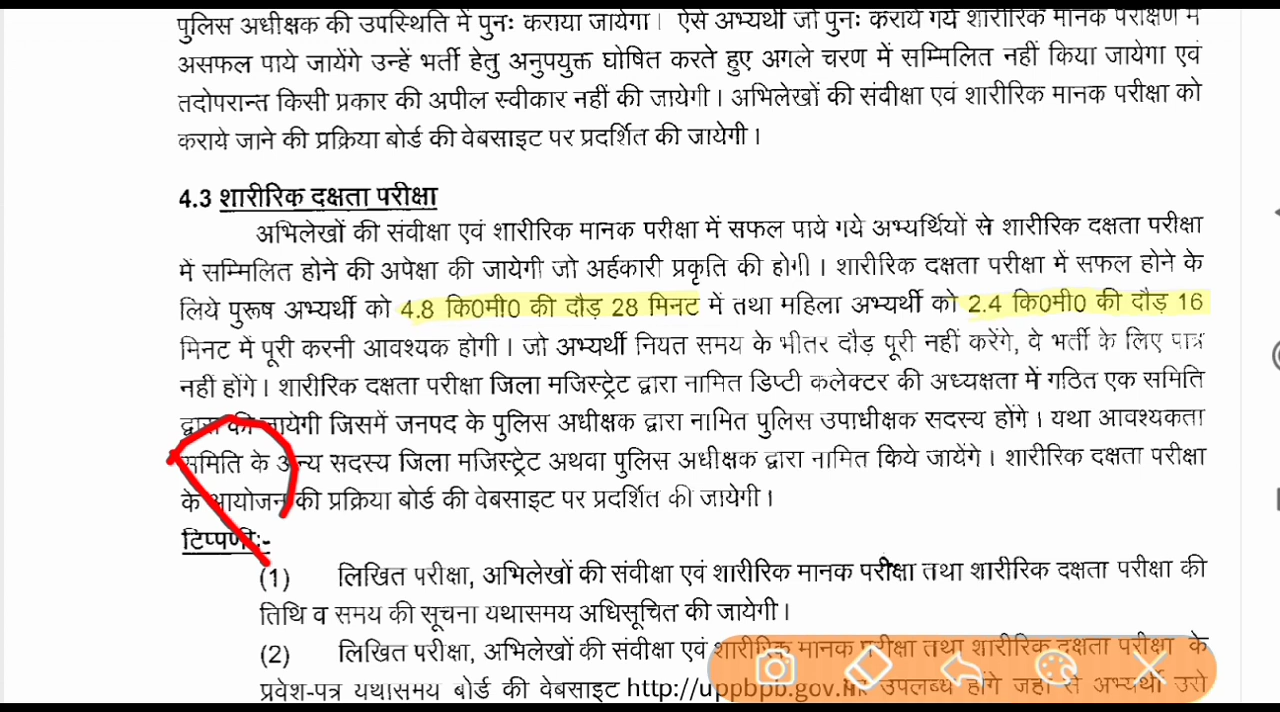 पुलिस अधीक्षक की उपस्थिति में पुनः कराया जायेगा। ऐसे अभ्यर्थी जो पुनः कराये गये शारीरिक मानक परीक्षण में
असफल पाये जायेंगे उन्हें भर्ती हेतु अनुपयुक्त घोषित करते हुए अगले चरण में सम्मिलित नहीं किया जायेगा एवं
तदोपरान्त किसी प्रकार की अपील स्वीकार नहीं की जायेगी। अभिलेखों की संवीक्षा एवं शारीरिक मानक परीक्षा को
कराये जाने की प्रक्रिया बोर्ड की वेबसाइट पर प्रदर्शित की जायेगी।
4.3 शारीरिक दक्षता परीक्षा
अभिलेखों की संवीक्षा एवं शारीरिक मानक परीक्षा में सफल पाये गये अभ्यर्थियों से शारीरिक दक्षता परीक्षा
में सम्मिलित होने की अपेक्षा की जायेगी जो अर्हकारी प्रकृति की होगी। शारीरिक दक्षता परीक्षा में सफल होने के
लिये पुरूष अभ्यर्थी को 4.8 कि0मी0 की दौड़ 28 मिनट में तथा महिला अभ्यर्थी को 2.4 कि0मी0 की दौड़ 16
मिनट में पूरी करनी आवश्यक होगी। जो अभ्यर्थी नियत समय के भीतर दौड़ पूरी नहीं करेंगे, वे भर्ती के लिए पात्र
नहीं होंगे। शारीरिक दक्षता परीक्षा जिला मजिस्ट्रेट द्वारा नामित डिप्टी कलेक्टर की अध्यक्षता में गठित एक समिति
द्वारा की जायेगी जिसमें जनपद के पुलिस अधीक्षक द्वारा नामित पुलिस उपाधीक्षक सदस्य होंगे। यथा आवश्यकता
समिति के अन्य सदस्य जिला मजिस्ट्रेट अथवा पुलिस अधीक्षक द्वारा नामित किये जायेंगे। शारीरिक दक्षता परीक्षा
के आयोजन की प्रक्रिया बोर्ड की वेबसाइट पर प्रदर्शित की जायेगी।
टिप्पणी:-
(1) लिखित परीक्षा, अभिलेखों की संवीक्षा एवं शारीरिक मानक परीक्षा तथा शारीरिक दक्षता परीक्षा की
तिथि व समय की सूचना यथासमय अधिसूचित की जायेगी।
(2) लिखित परीक्षा, अभिलेखों की संवीक्षा एवं शारीरिक मानक परीक्षा तथा शारीरिक दक्षता परीक्षा के
प्रवेश-पत्र यथासमय बोर्ड की वेबसाइट http://uppbpb.gov.in उपलब्ध होंगे जहां से अभ्यर्थी उसे